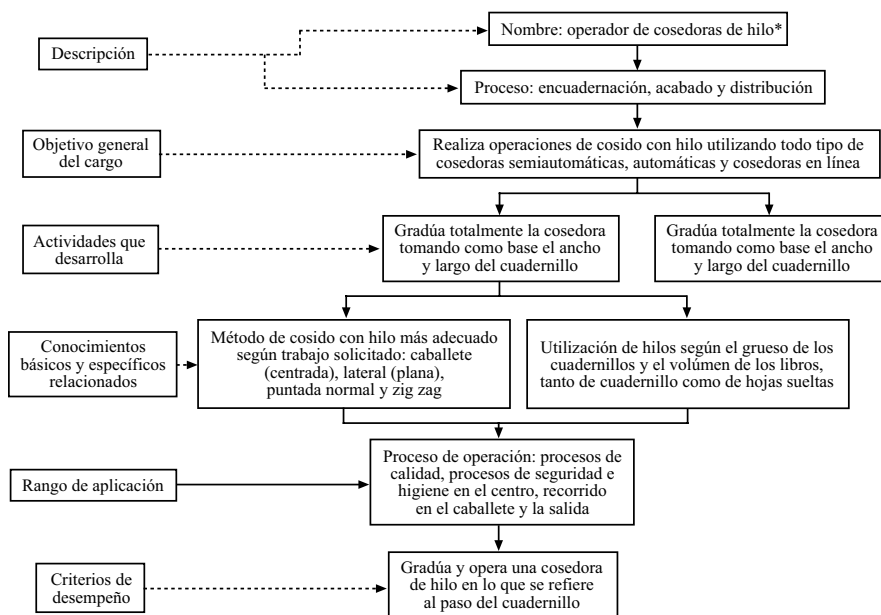 Nombre: operador de cosedoras de hilo*
Descripción
Proceso: encuadernación, acabado y distribución
Objetivo general
del cargo
Realiza operaciones de cosido con hilo utilizando todo tipo de
cosedoras semiautomáticas, automáticas y cosedoras en línea
Actividades que
desarrolla
Gradúa totalmente la cosedora
tomando como base el ancho
y largo del cuadernillo
Gradúa totalmente la cosedora
tomando como base el ancho
y largo del cuadernillo
Conocimientos
básicos y específicos
relacionados
Método de cosido con hilo más adecuado
según trabajo solicitado: caballete
(centrada), lateral (plana),
puntada normal y zig zag
Utilización de hilos según el grueso de los
cuadernillos y el volúmen de los libros,
tanto de cuadernillo como de hojas sueltas
Rango de aplicación
Proceso de operación: procesos de
calidad, procesos de seguridad e
higiene en el centro, recorrido
en el caballete y la salida
Criterios de
desempeño
Gradúa y opera una cosedora
de hilo en lo que se refiere
al paso del cuadernillo